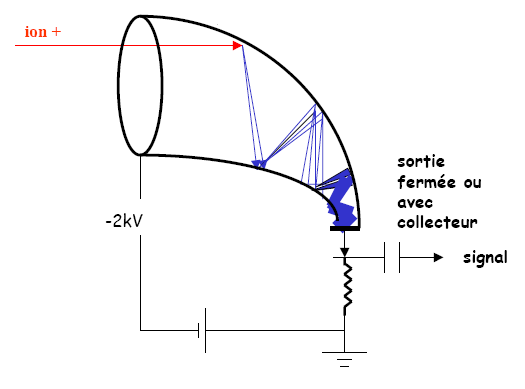 ion +
sortie
fermée ou
avec
collecteur
-2kV
signal